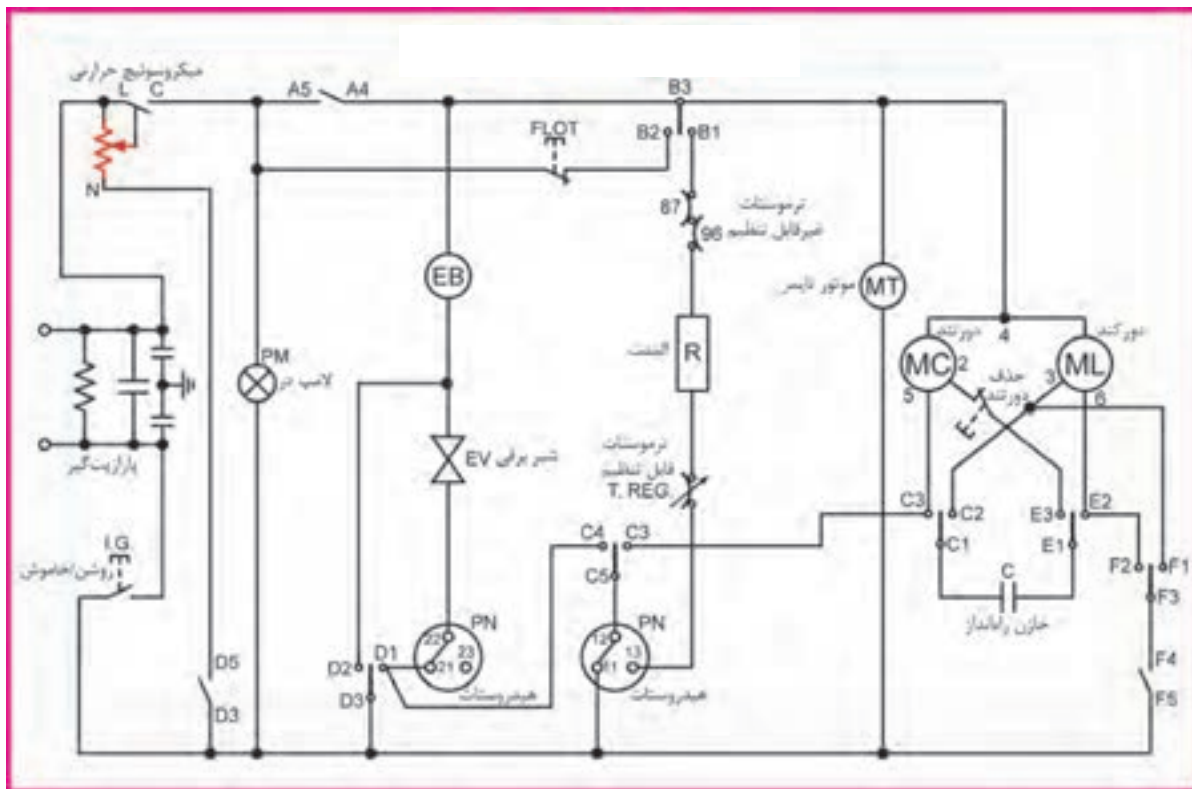 میکروسوئیچ حرارتی
L C
A5 A4
B3
FLOT
B2 B1
N
87
ترموستات
96
غیرقابل تنظیم
EB
موتور تایمر
MT
4
دورتند
دورکند
MC
2
حذف
دورتند
3
ML
5
6
PM
لامپ در
المنت
R
شیر برقی EV
ترموستات
قابل تنظیم
T. REG.
پارازیت‌گیر
C3 C2 E3 E2
C4 C3
C1 E1
C5
C
F2 F1
F3
خازن راه‌انداز
I.G.
روشن/خاموش
PN
22
21
23
هیدروستات
PN
12
11
13
هیدروستات
D5
D3
D2 D1
D3
F4
F5